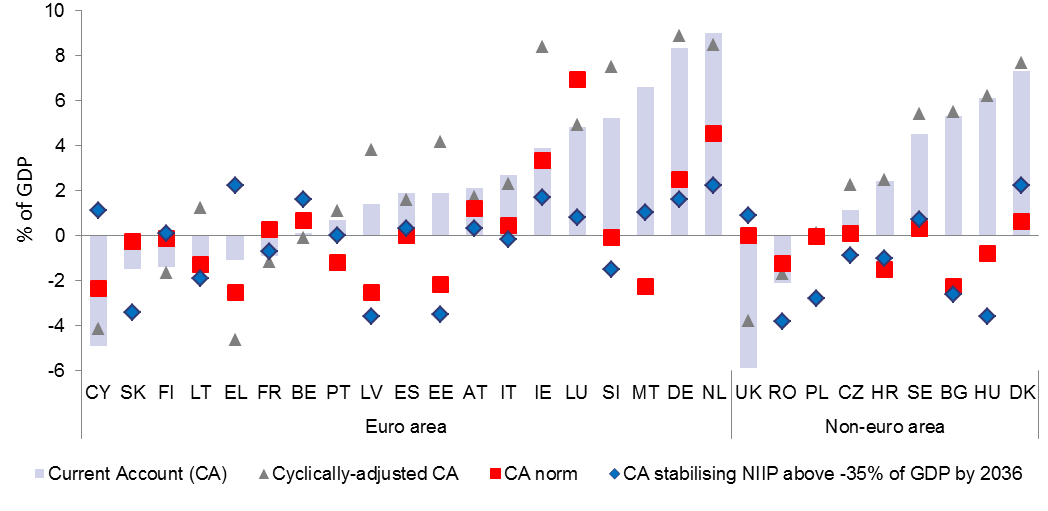 10
8
6
4
2
0
-2
-4
-6
% of GDP
CY SK FI LT EL FR BE PT LV ES EE AT IT IE LU SI MT DE NL UK RO PL CZ HR SE BG HU DK
Euro area Non-euro area
Current Account (CA) Cyclically-adjusted CA CA norm CA stabilising NIIP above -35% of GDP by 2036